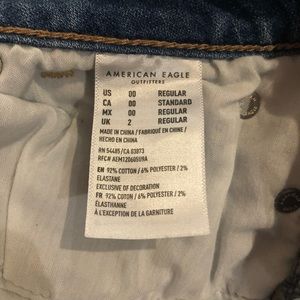 AMERICAN EAGLE
OUTFITTERS
US 00 REGULAR
CA 00 STANDARD
MX 00 REGULAR
UK 2 REGULAR
MADE IN CHINA / FABRIQUÉ EN CHINE /
HECHO EN CHINA
RN 54485/CA 03073
RFC# AEM120605U9A
EN 92% COTTON / 6% POLYESTER / 2%
ELASTANE
EXCLUSIVE OF DECORATION
FR 92% COTON / 6% POLYESTER / 2%
ÉLASTHANNE
À L'EXCEPTION DE LA GARNITURE